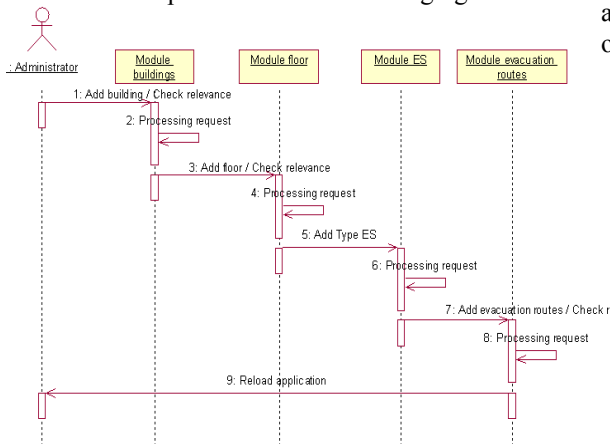 : Administrator
Module
buildings
Module floor
Module ES
Module evacuation
routes
1: Add building / Check relevance
2: Processing request
3: Add floor / Check relevance
4: Processing request
5: Add Type ES
6: Processing request
7: Add evacuation routes / Check
8: Processing request
9: Reload application